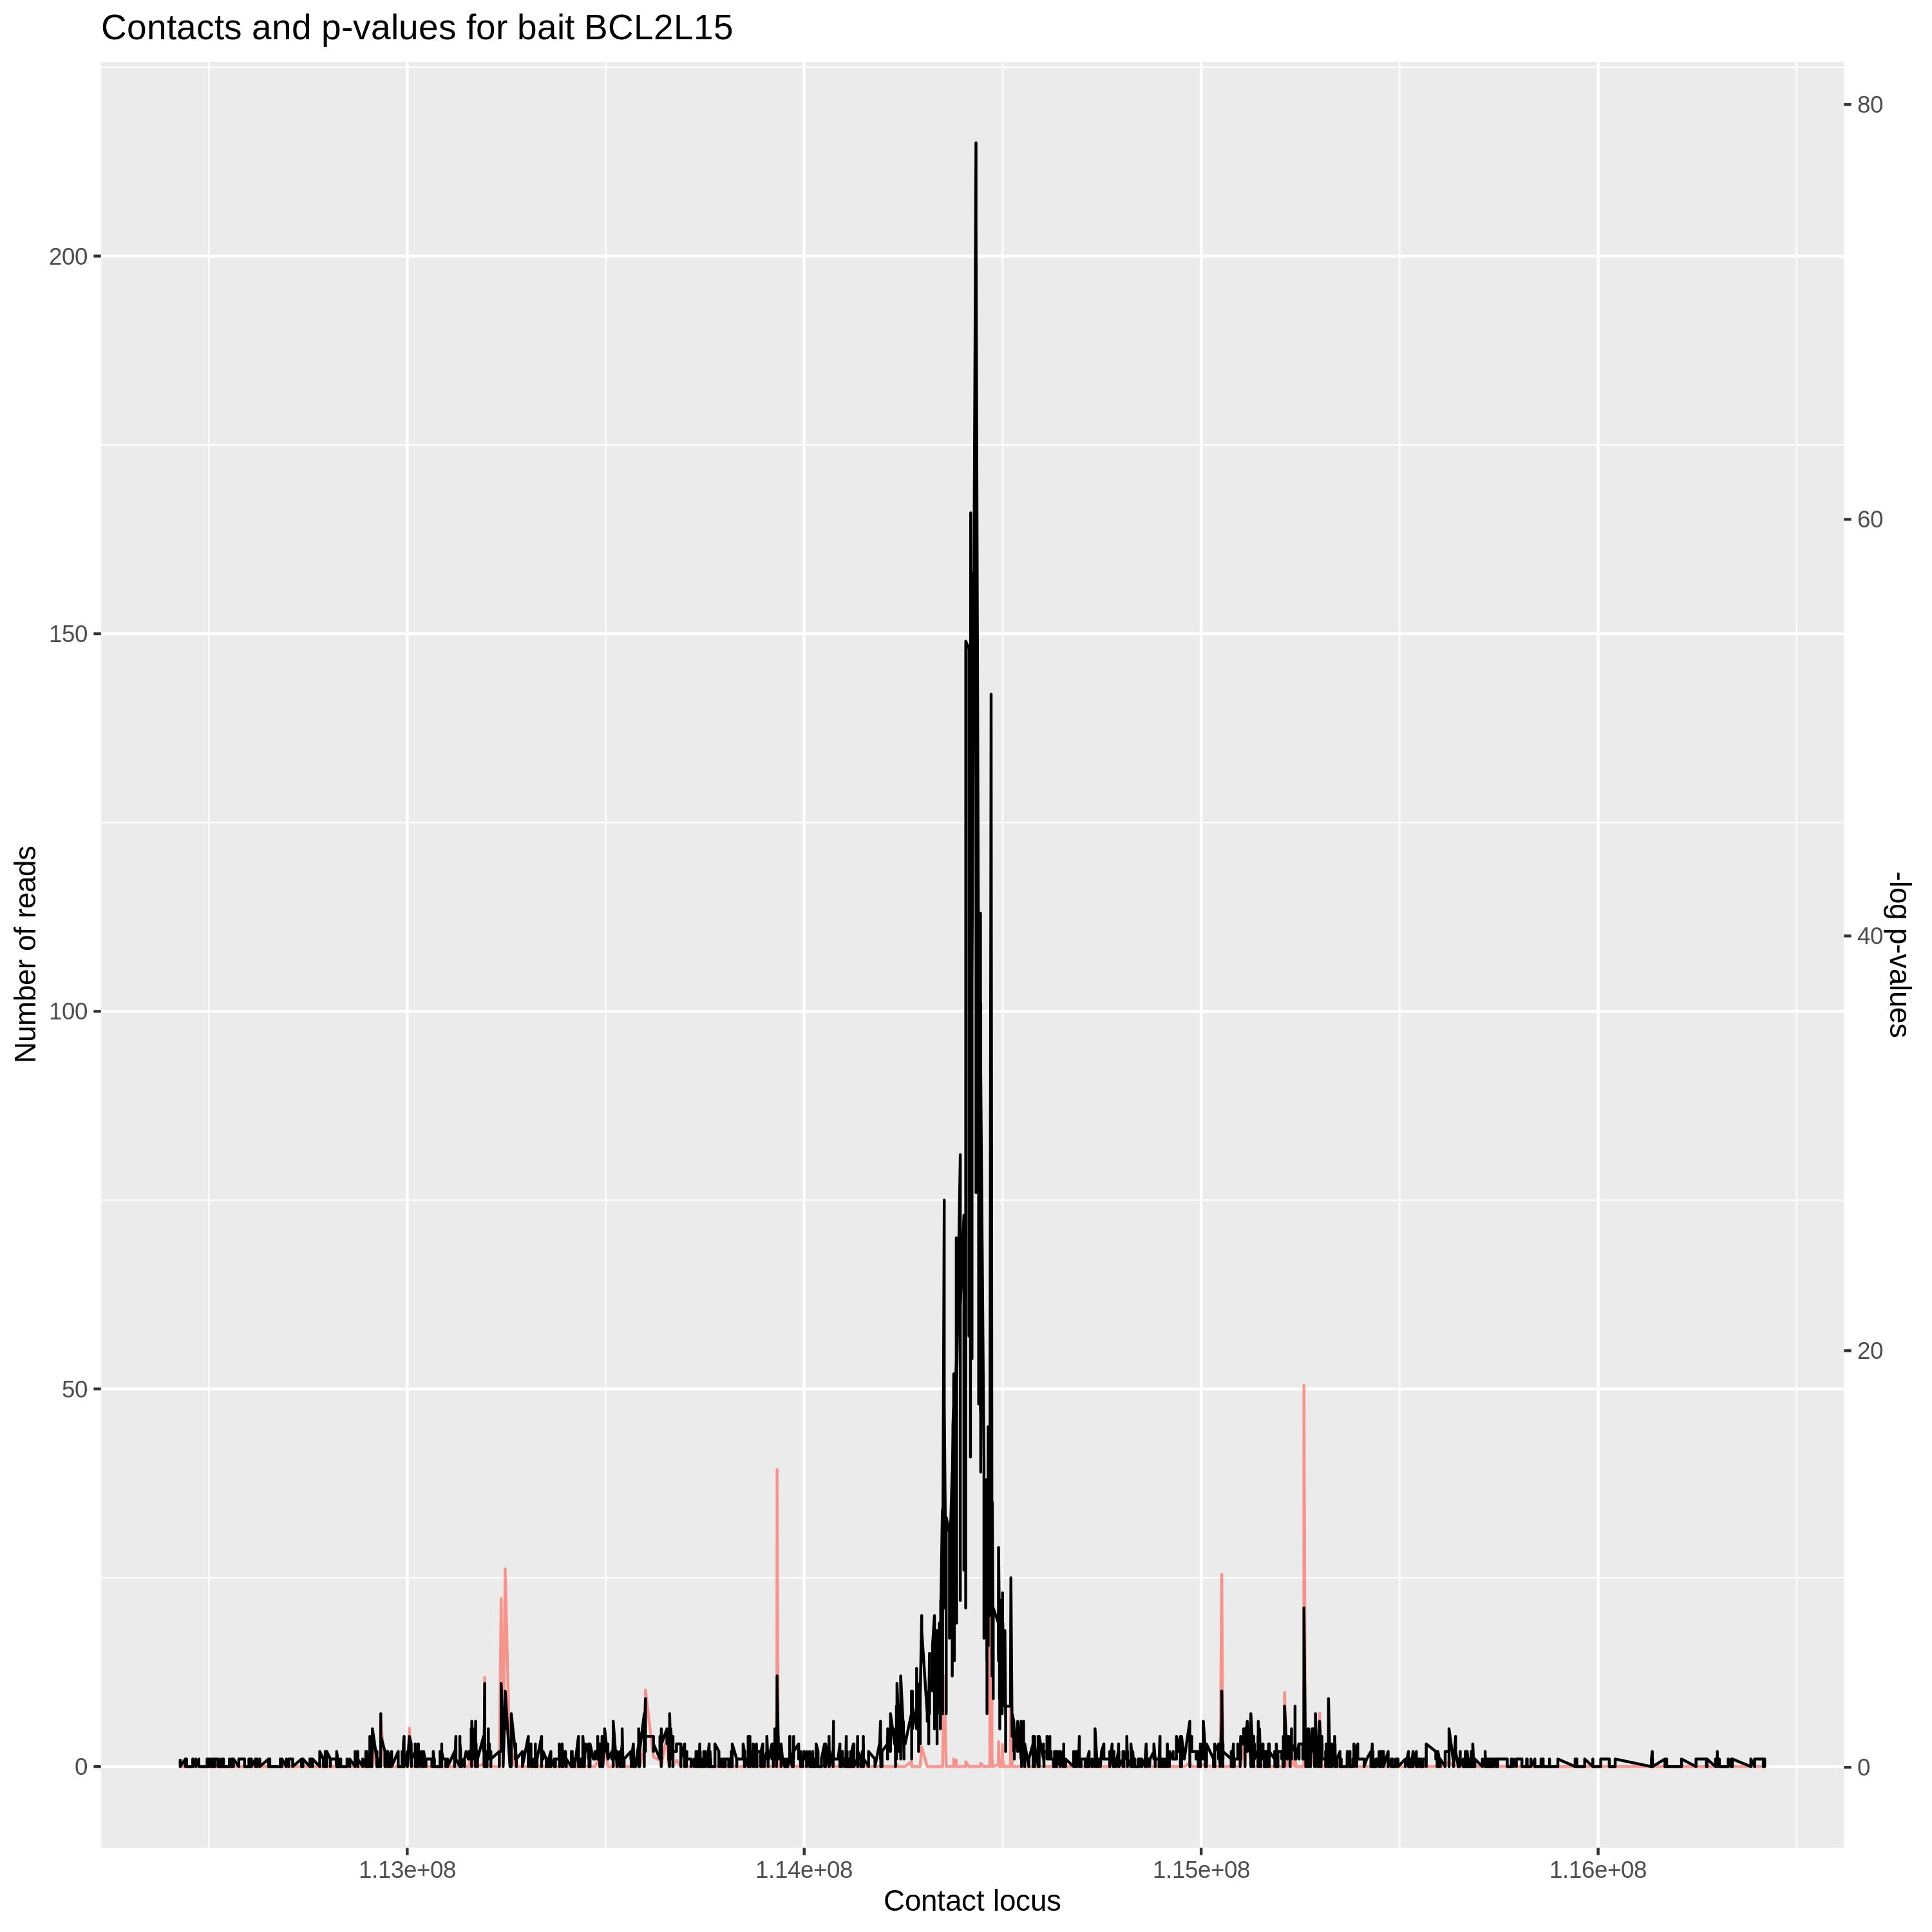 Contacts and p-values for bait BCL2L15
Number of reads
200
150
100
50
0
80
60
40
20
0
-log p-values
1.13e+08 1.14e+08 1.15e+08 1.16e+08
Contact locus